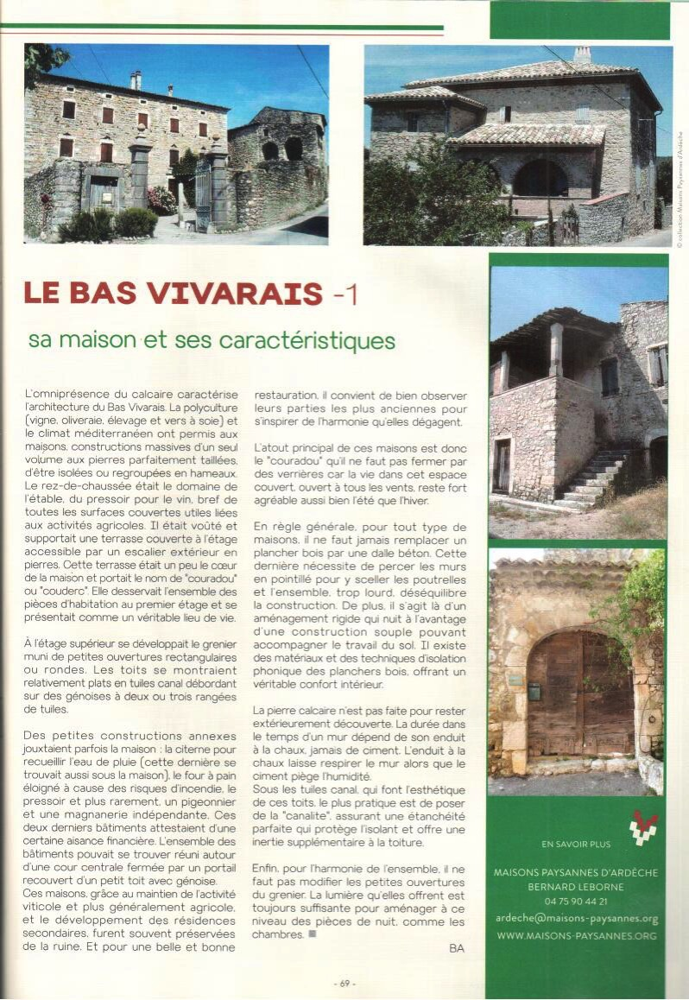 © collection Maisons Paysannes d'Ardèche
LE BAS VIVARAIS -1
sa maison et ses caractéristiques
L'omniprésence du calcaire caractérise
l'architecture du Bas Vivarais. La polyculture
(vigne, oliveraie, élevage et vers à soie) et
le climat méditerranéen ont permis aux
maisons, constructions massives d'un seul
volume aux pierres parfaitement taillées,
d'être isolées ou regroupées en hameaux.
Le rez-de-chaussée était le domaine de
l'étable, du pressoir pour le vin, bref de
toutes les surfaces couvertes utiles liées
aux activités agricoles. Il était voûté et
supportait une terrasse couverte à l'étage
accessible par un escalier extérieur en
pierres. Cette terrasse était un peu le cœur
de la maison et portait le nom de "couradou"
ou "couderc". Elle desservait l'ensemble des
pièces d'habitation au premier étage et se
présentait comme un véritable lieu de vie.
À l'étage supérieur se développait le grenier
muni de petites ouvertures rectangulaires
ou rondes. Les toits se montraient
relativement plats en tuiles canal débordant
sur des génoises à deux ou trois rangées
de tuiles.
Des petites constructions annexes
jouxtaient parfois la maison : la citerne pour
recueillir l'eau de pluie (cette dernière se
trouvait aussi sous la maison), le four à pain
éloigné à cause des risques d'incendie, le
pressoir et plus rarement, un pigeonnier
et une magnanerie indépendante. Ces
deux derniers bâtiments attestaient d'une
certaine aisance financière. L'ensemble des
bâtiments pouvait se trouver réuni autour
d'une cour centrale fermée par un portail
recouvert d'un petit toit avec génoise.
Ces maisons, grâce au maintien de l'activité
viticole et plus généralement agricole,
et le développement des résidences
secondaires, furent souvent préservées
de la ruine. Et pour une belle et bonne
restauration, il convient de bien observer
leurs parties les plus anciennes pour
s'inspirer de l'harmonie qu'elles dégagent.
L'atout principal de ces maisons est donc
le "couradou" qu'il ne faut pas fermer par
des verrières car la vie dans cet espace
couvert, ouvert à tous les vents, reste fort
agréable aussi bien l'été que l'hiver.
En règle générale, pour tout type de
maisons, il ne faut jamais remplacer un
plancher bois par une dalle béton. Cette
dernière nécessite de percer les murs
en pointillé pour y sceller les poutrelles
et l'ensemble, trop lourd, déséquilibre
la construction. De plus, il s'agit là d'un
aménagement rigide qui nuit à l'avantage
d'une construction souple pouvant
accompagner le travail du sol. Il existe
des matériaux et des techniques d'isolation
phonique des planchers bois, offrant un
véritable confort intérieur.
La pierre calcaire n'est pas faite pour rester
extérieurement découverte. La durée dans
le temps d'un mur dépend de son enduit
à la chaux, jamais de ciment. L'enduit à la
chaux laisse respirer le mur alors que le
ciment piège l'humidité.
Sous les tuiles canal, qui font l'esthétique
de ces toits, le plus pratique est de poser
de la "canalite", assurant une étanchéité
parfaite qui protège l'isolant et offre une
inertie supplémentaire à la toiture.
Enfin, pour l'harmonie de l'ensemble, il ne
faut pas modifier les petites ouvertures
du grenier. La lumière qu'elles offrent est
toujours suffisante pour aménager à ce
niveau des pièces de nuit, comme les
chambres. ■
BA
EN SAVOIR PLUS
MAISONS PAYSANNES D'ARDÈCHE
BERNARD LEBORNE
04 75 90 44 21
ardeche@maisons-paysannes.org
WWW.MAISONS-PAYSANNES.ORG
- 69 -